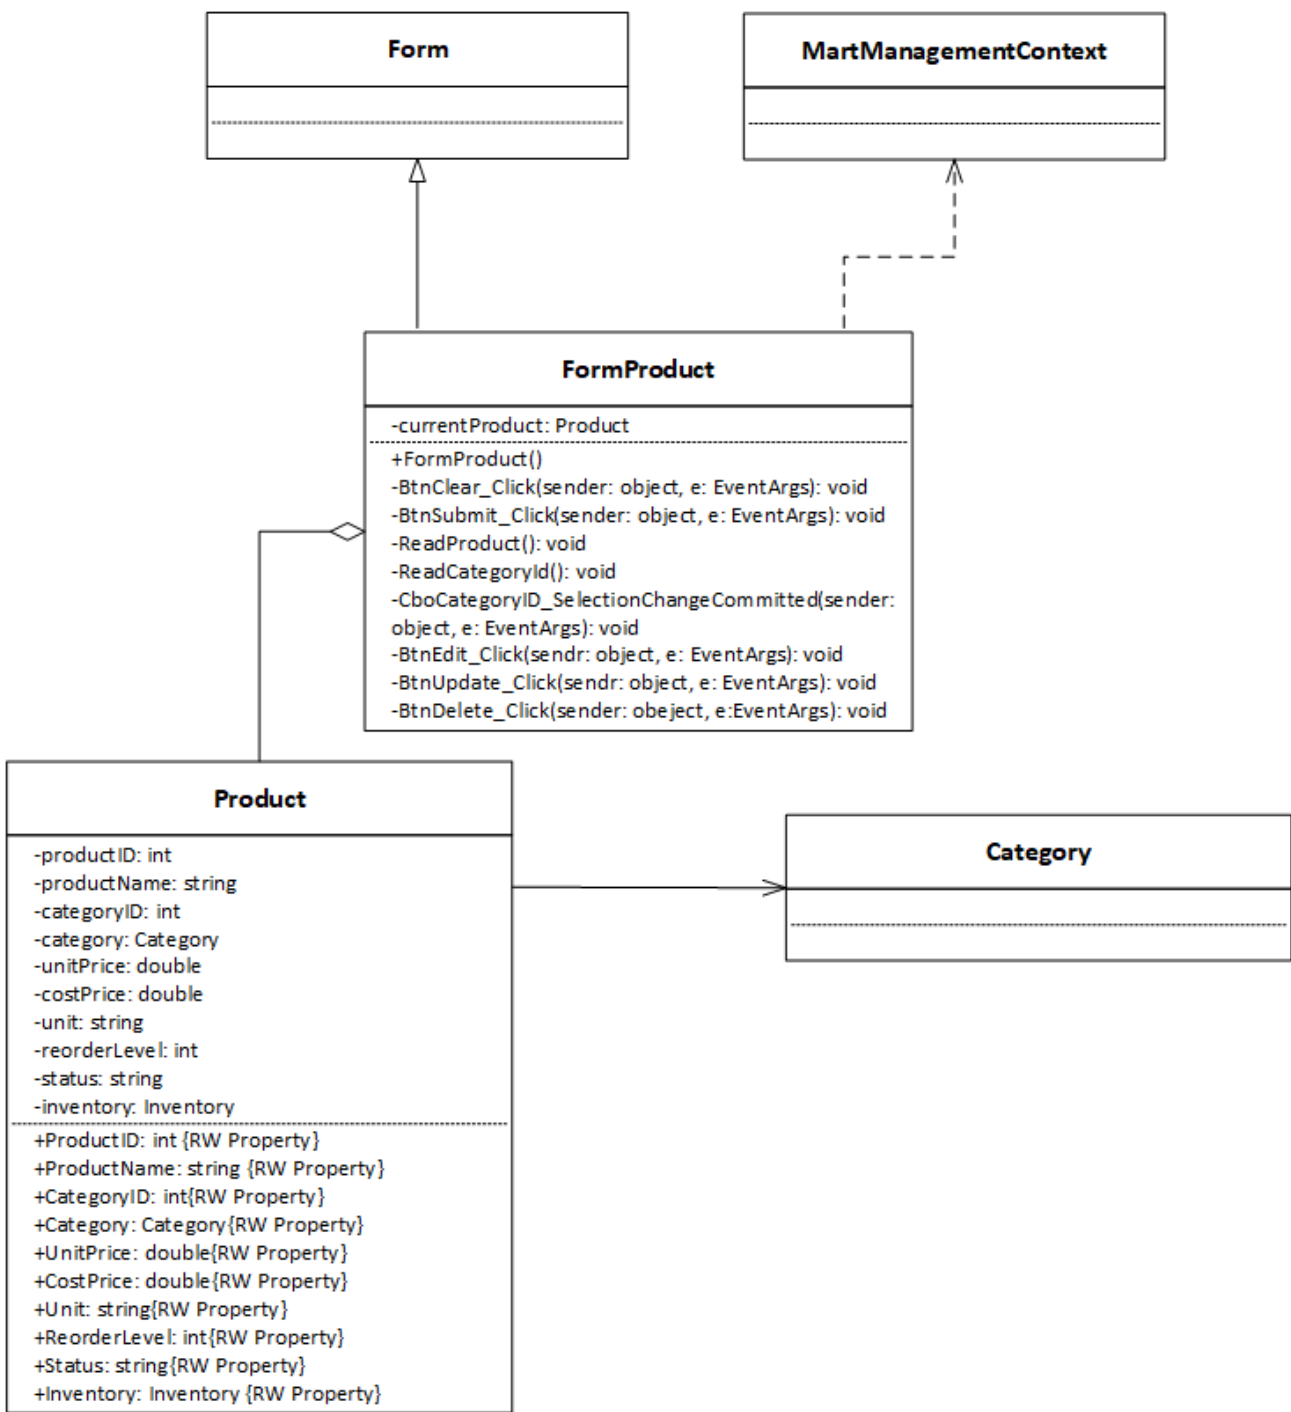 Form
MartManagementContext
FormProduct
-currentProduct: Product
+FormProduct()
-BtnClear_Click(sender: object, e: EventArgs): void
-BtnSubmit_Click(sender: object, e: EventArgs): void
-ReadProduct(): void
-ReadCategoryId(): void
-CboCategoryID_SelectionChangeCommitted(sender:
object, e: EventArgs): void
-BtnEdit_Click(sendr: object, e: EventArgs): void
-BtnUpdate_Click(sendr: object, e: EventArgs): void
-BtnDelete_Click(sender: obeject, e:EventArgs): void
Product
-productID: int
-productName: string
-categoryID: int
-category: Category
-unitPrice: double
-costPrice: double
-unit: string
-reorderLevel: int
-status: string
-inventory: Inventory
+ProductID: int {RW Property}
+ProductName: string {RW Property}
+CategoryID: int{RW Property}
+Category: Category{RW Property}
+UnitPrice: double{RW Property}
+CostPrice: double{RW Property}
+Unit: string{RW Property}
+ReorderLevel: int{RW Property}
+Status: string{RW Property}
+Inventory: Inventory {RW Property}
Category